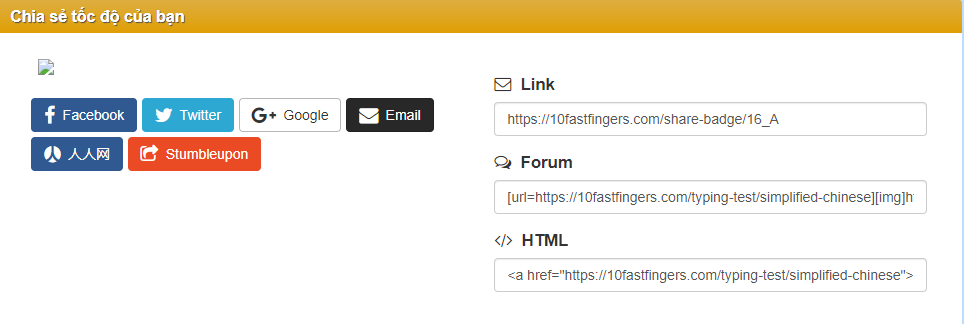 Chia sẻ tốc độ của bạn
Facebook
Twitter
Google
Email
人人网
Stumbleupon
Link
https://10fastfingers.com/share-badge/16_A
Forum
[url=https://10fastfingers.com/typing-test/simplified-chinese][img]h
HTML
<a href="https://10fastfingers.com/typing-test/simplified-chinese">